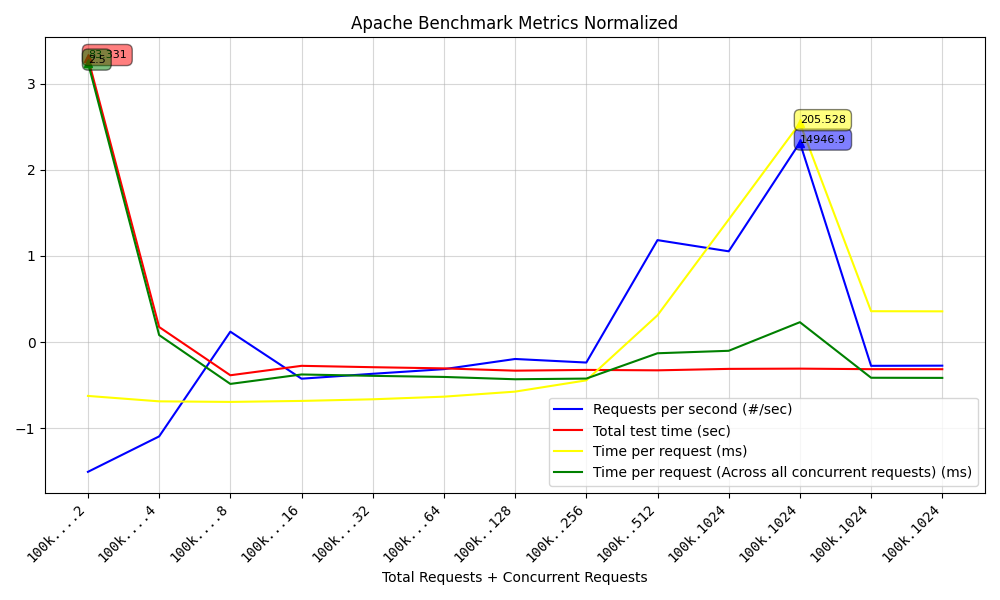 Apache Benchmark Metrics Normalized
2.5
205.528
14946.9
3
2
1
0
−1
Requests per second (#/sec)
Total test time (sec)
Time per request (ms)
Time per request (Across all concurrent requests) (ms)
100k....2
100k....4
100k....8
100k...16
100k...32
100k...64
100k..128
100k..256
100k..512
100k.1024
100k.1024
100k.1024
100k.1024
Total Requests + Concurrent Requests